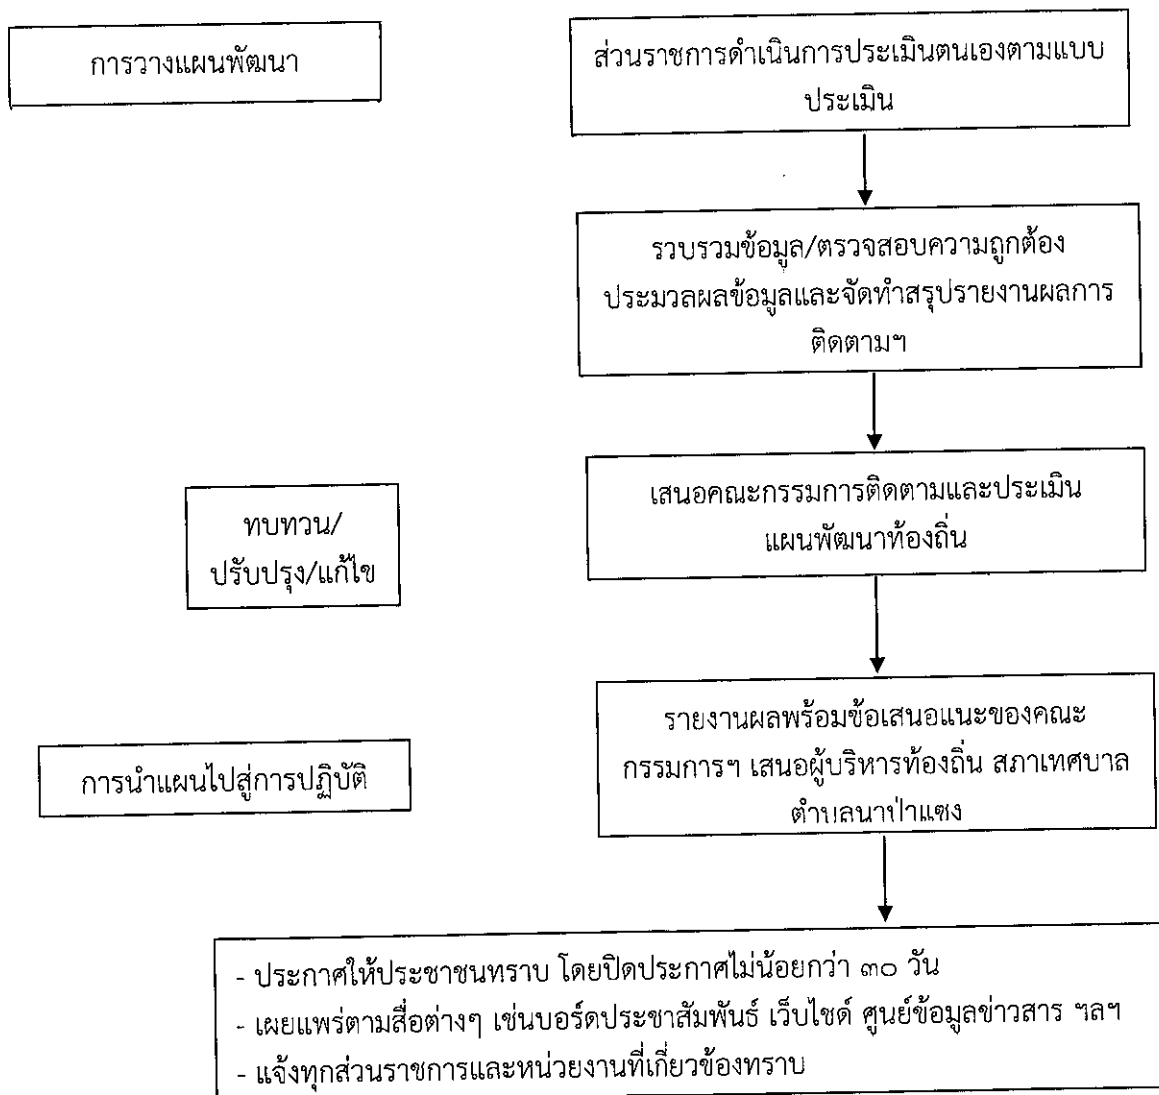 การวางแผนพัฒนา
ส่วนราชการดำเนินการประเมินตนเองตามแบบ
ประเมิน
รวบรวมข้อมูล/ตรวจสอบความถูกต้อง
ประมวลผลข้อมูลและจัดทำสรุปรายงานผลการ
ติดตามฯ
เสนอคณะกรรมการติดตามและประเมิน
แผนพัฒนาท้องถิ่น
ทบทวน/
ปรับปรุง/แก้ไข
รายงานผลพร้อมข้อเสนอแนะของคณะ
กรรมการฯ เสนอผู้บริหารท้องถิ่น สภาเทศบาล
ตำบลนาป่าแซง
การนำแผนไปสู่การปฏิบัติ
- ประกาศให้ประชาชนทราบ โดยปิดประกาศไม่น้อยกว่า ๓๐ วัน
- เผยแพร่ตามสื่อต่างๆ เช่นบอร์ดประชาสัมพันธ์ เว็บไซด์ ศูนย์ข้อมูลข่าวสาร ฯลฯ
- แจ้งทุกส่วนราชการและหน่วยงานที่เกี่ยวข้องทราบ